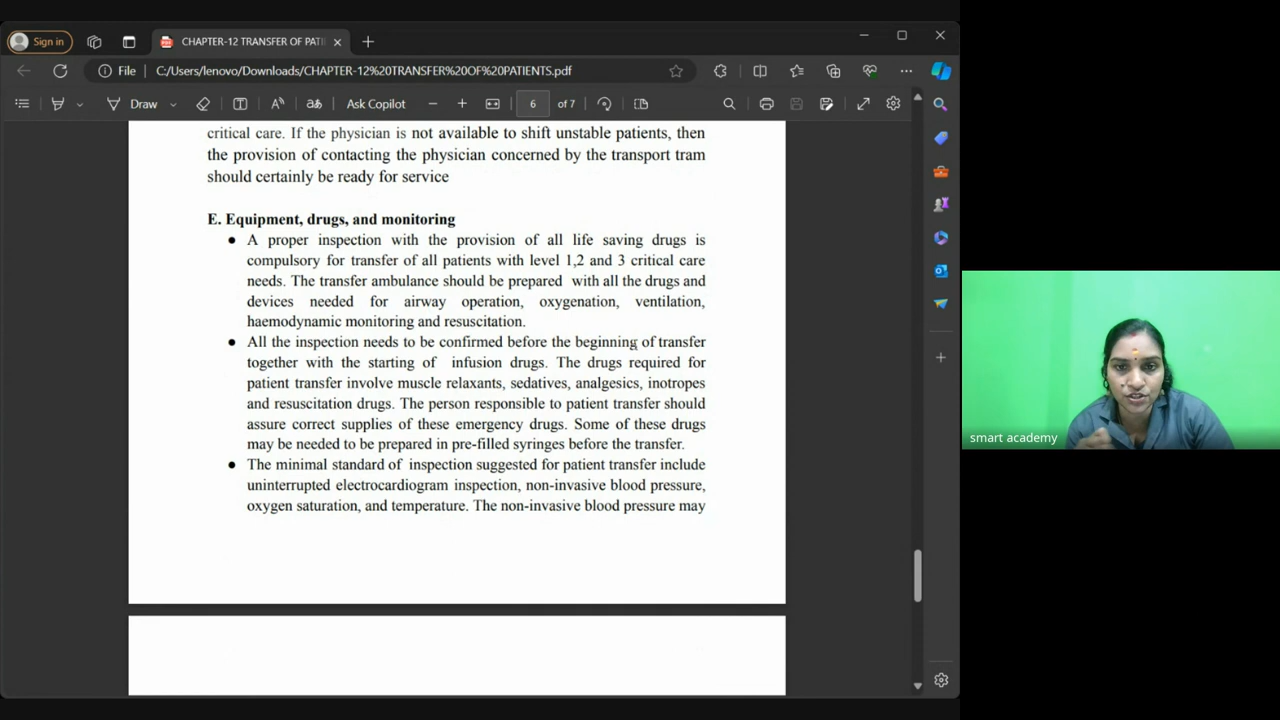 Sign in
CHAPTER-12 TRANSFER OF PATI
File
C:/Users/lenovo/Downloads/CHAPTER-12%20TRANSFER%20OF%20PATIENTS.pdf
Draw
Ask Copilot
6 of 7
critical care. If the physician is not available to shift unstable patients, then
the provision of contacting the physician concerned by the transport tram
should certainly be ready for service
E. Equipment, drugs, and monitoring
● A proper inspection with the provision of all life saving drugs is
compulsory for transfer of all patients with level 1,2 and 3 critical care
needs. The transfer ambulance should be prepared with all the drugs and
devices needed for airway operation, oxygenation, ventilation,
haemodynamic monitoring and resuscitation.
● All the inspection needs to be confirmed before the beginning of transfer
together with the starting of infusion drugs. The drugs required for
patient transfer involve muscle relaxants, sedatives, analgesics, inotropes
and resuscitation drugs. The person responsible to patient transfer should
assure correct supplies of these emergency drugs. Some of these drugs
may be needed to be prepared in pre-filled syringes before the transfer.
● The minimal standard of inspection suggested for patient transfer include
uninterrupted electrocardiogram inspection, non-invasive blood pressure,
oxygen saturation, and temperature. The non-invasive blood pressure may
smart academy